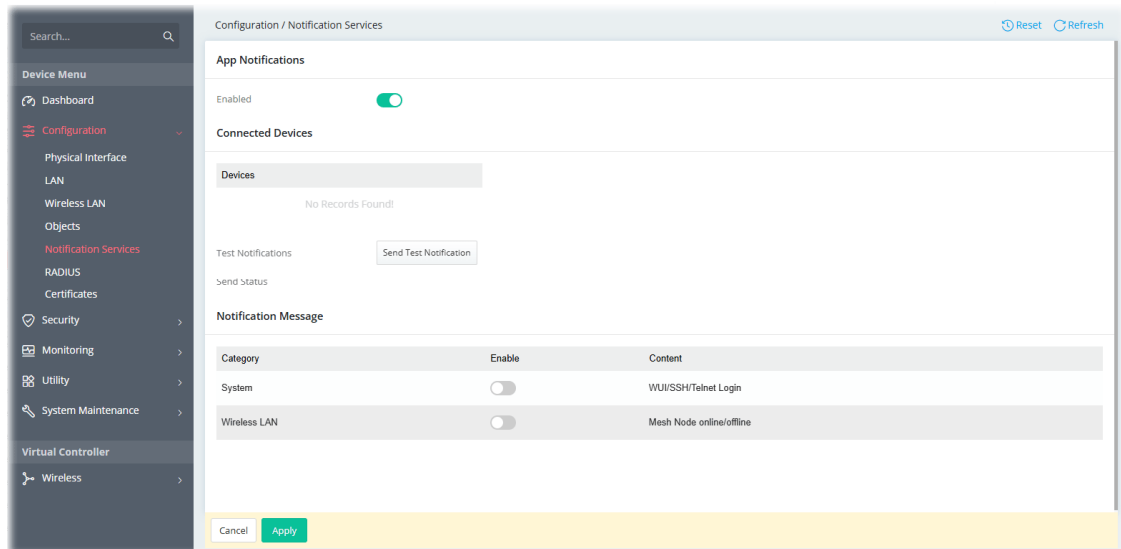 Search...
Device Menu
Dashboard
Configuration
Physical Interface
LAN
Wireless LAN
Objects
Notification Services
RADIUS
Certificates
Security
Monitoring
Utility
System Maintenance
Virtual Controller
Wireless
Configuration / Notification Services
Reset Refresh
App Notifications
Enabled
Connected Devices
Devices
No Records Found!
Test Notifications Send Test Notification
Send Status
Notification Message
Category Enable Content
System WUI/SSH/Telnet Login
Wireless LAN Mesh Node online/offline
Cancel Apply